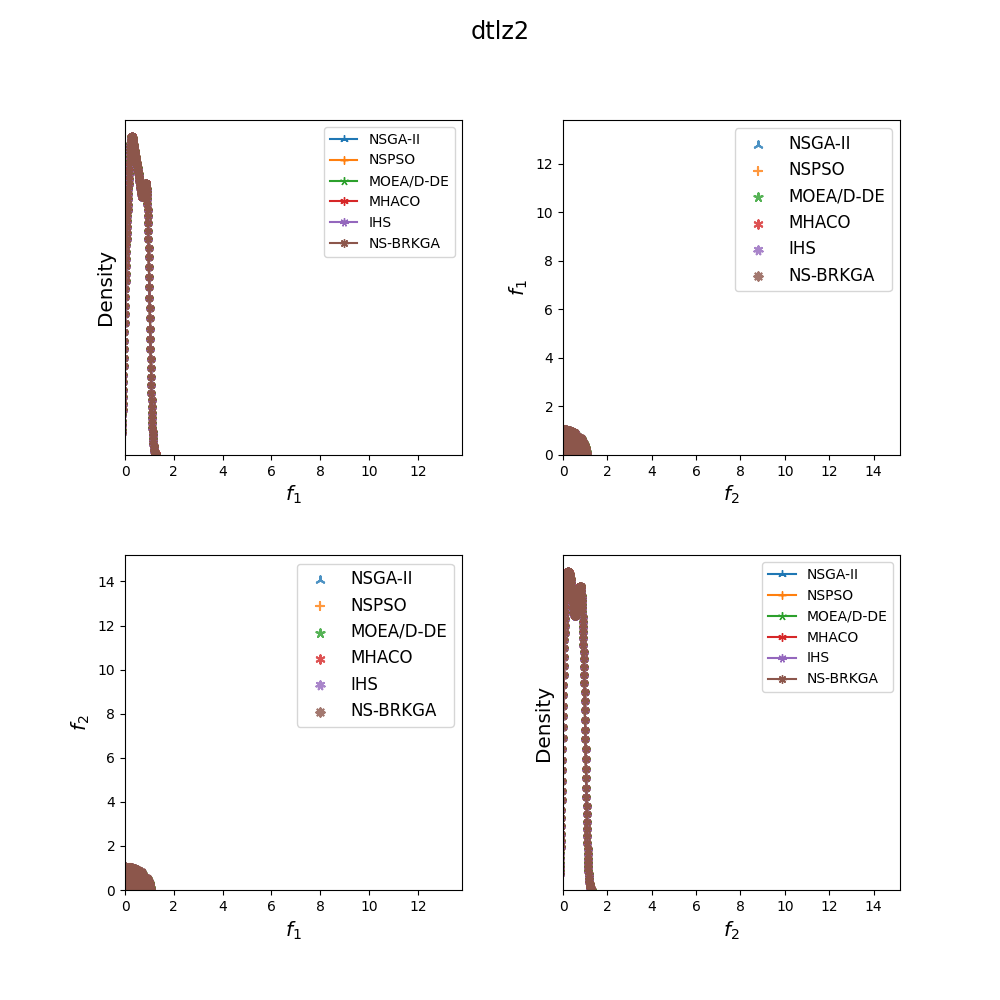 dtlz2
Density
NSGA-II
NSPSO
MOEA/D-DE
MHACO
IHS
NS-BRKGA
0 2 4 6 8 10 12
f1
f1
12
10
8
6
4
2
0
NSGA-II
NSPSO
MOEA/D-DE
MHACO
IHS
NS-BRKGA
0 2 4 6 8 10 12 14
f2
f2
14
12
10
8
6
4
2
0
NSGA-II
NSPSO
MOEA/D-DE
MHACO
IHS
NS-BRKGA
0 2 4 6 8 10 12
f1
Density
NSGA-II
NSPSO
MOEA/D-DE
MHACO
IHS
NS-BRKGA
0 2 4 6 8 10 12 14
f2